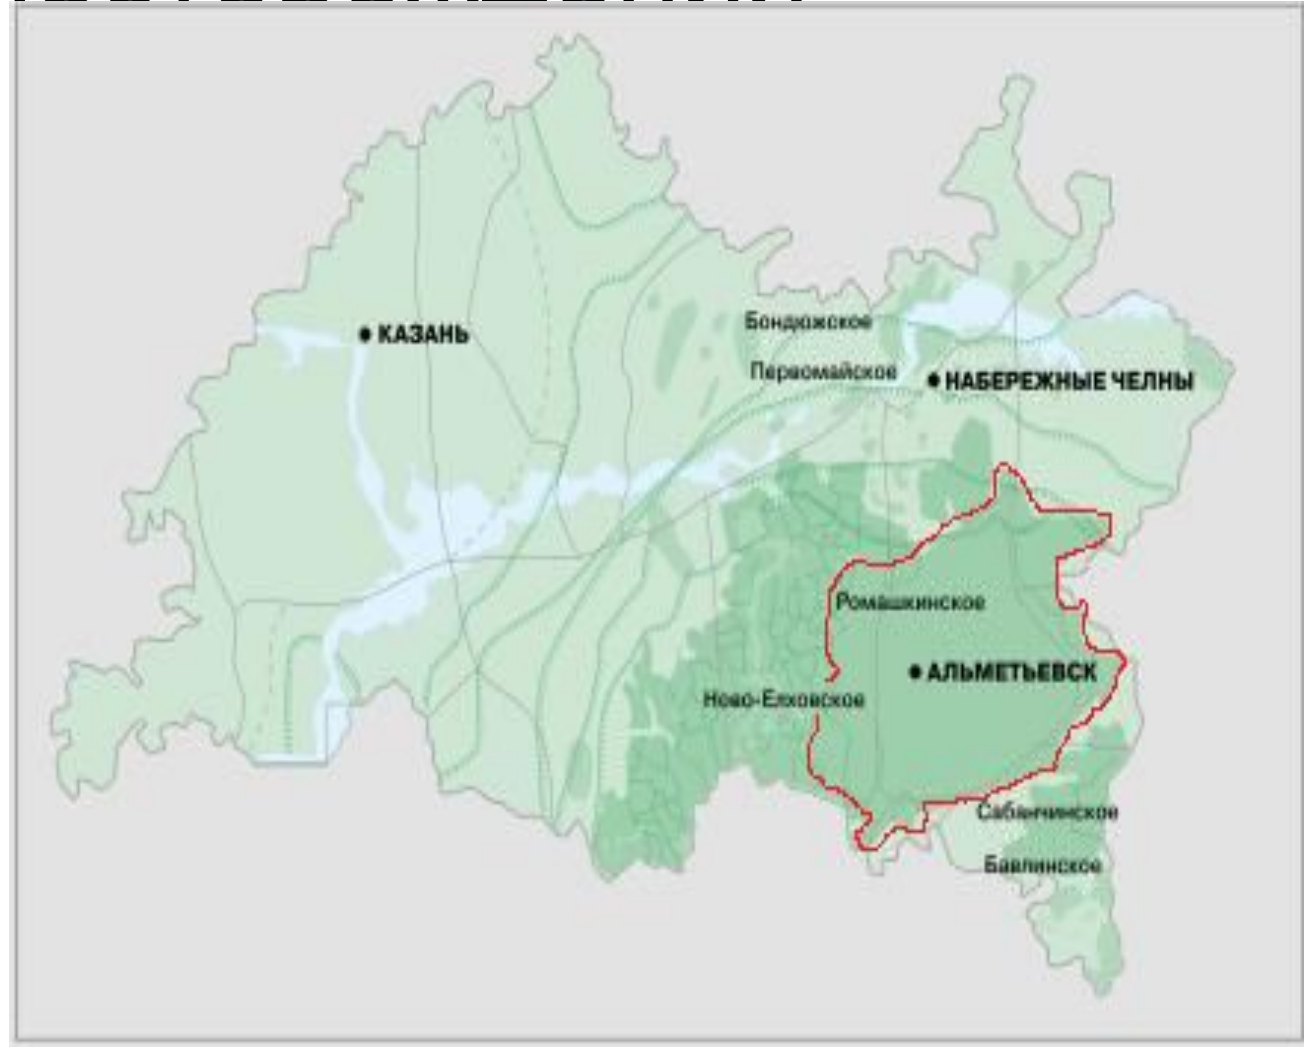 Бондюжское
КАЗАНЬ
Первомайское
НАБЕРЕЖНЫЕ ЧЕЛНЫ
Ромашкинское
АЛЬМЕТЬЕВСК
Ново-Елховское
Сабанчинское
Бавлинское